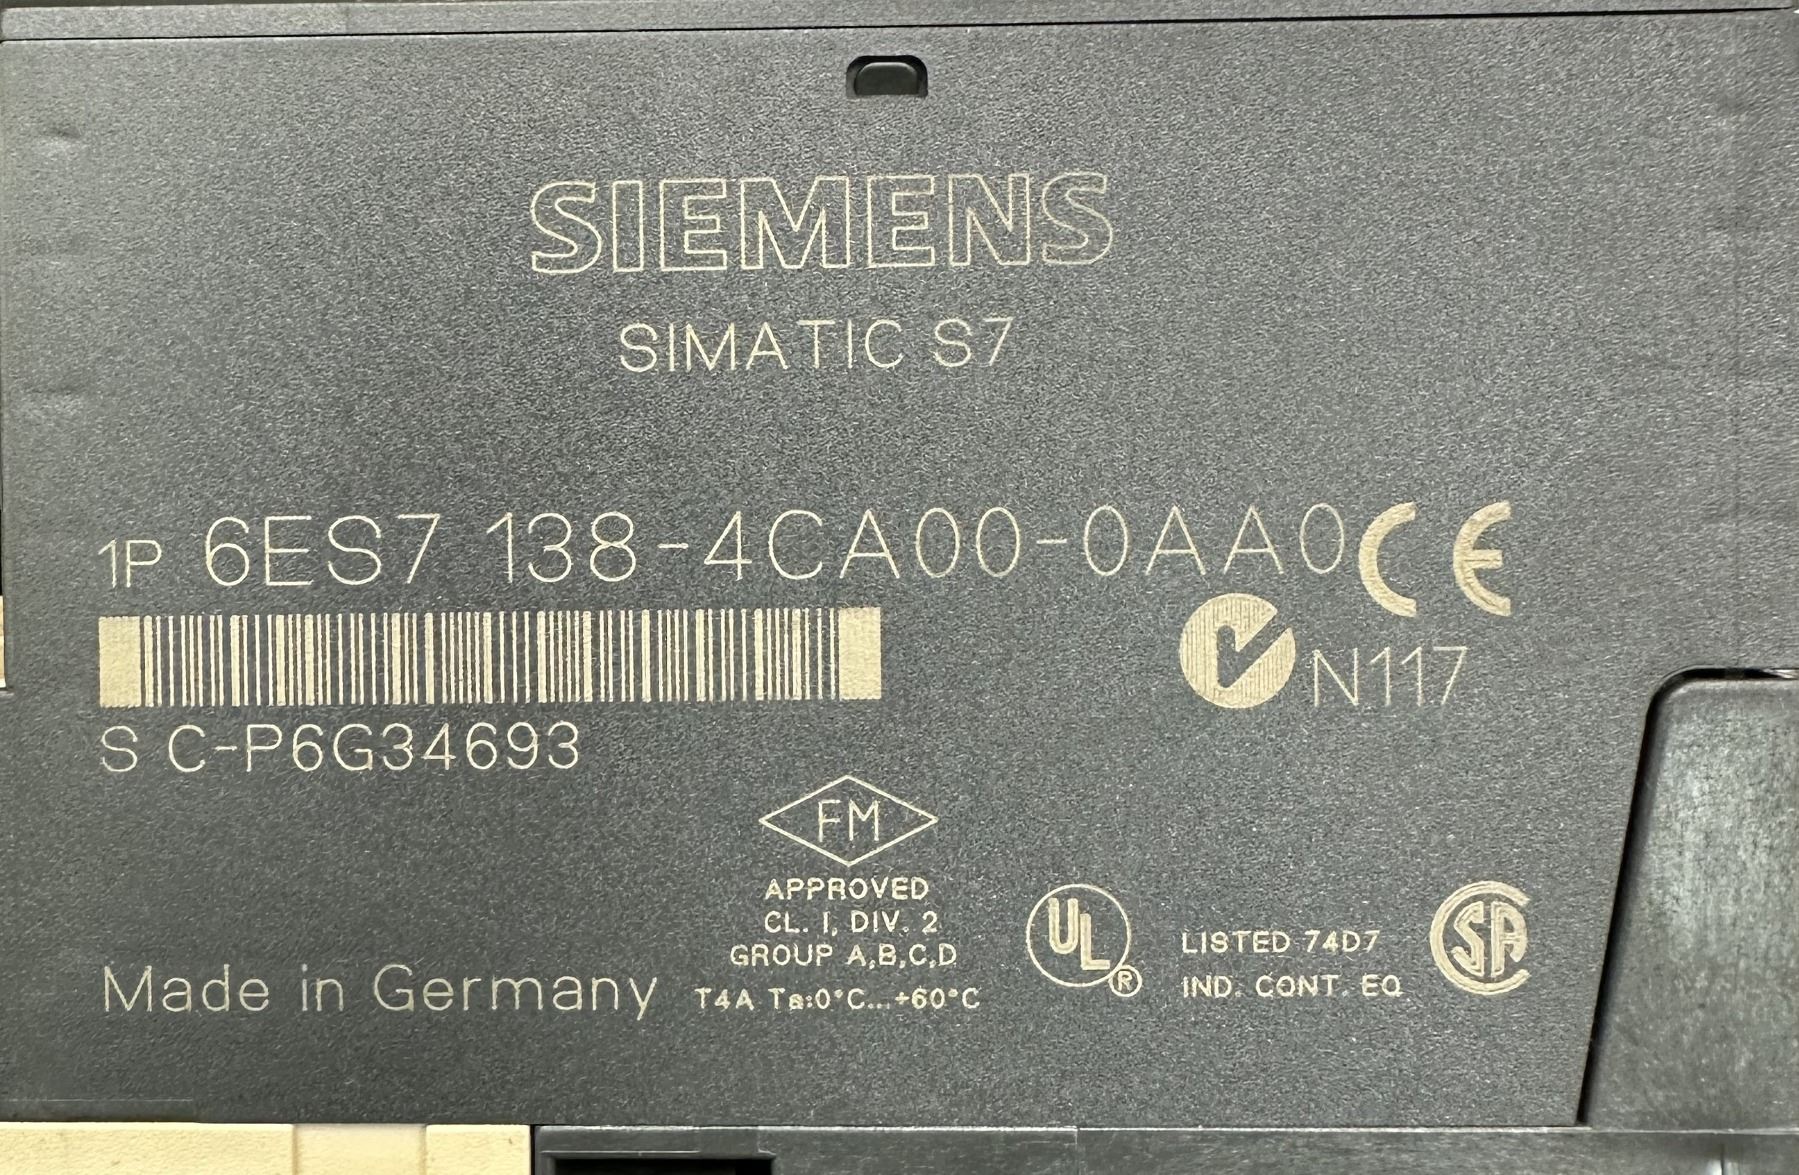 SIEMENS
SIMATIC S7
1P 6ES7 138-4CA00-0AA0 CE
N117
S C-P6G34693
FM
APPROVED
CL. I, DIV. 2
GROUP A,B,C,D
T4A Ta:0°C...+60°C
Made in Germany
UL ®
LISTED 74D7
IND. CONT. EQ
SA